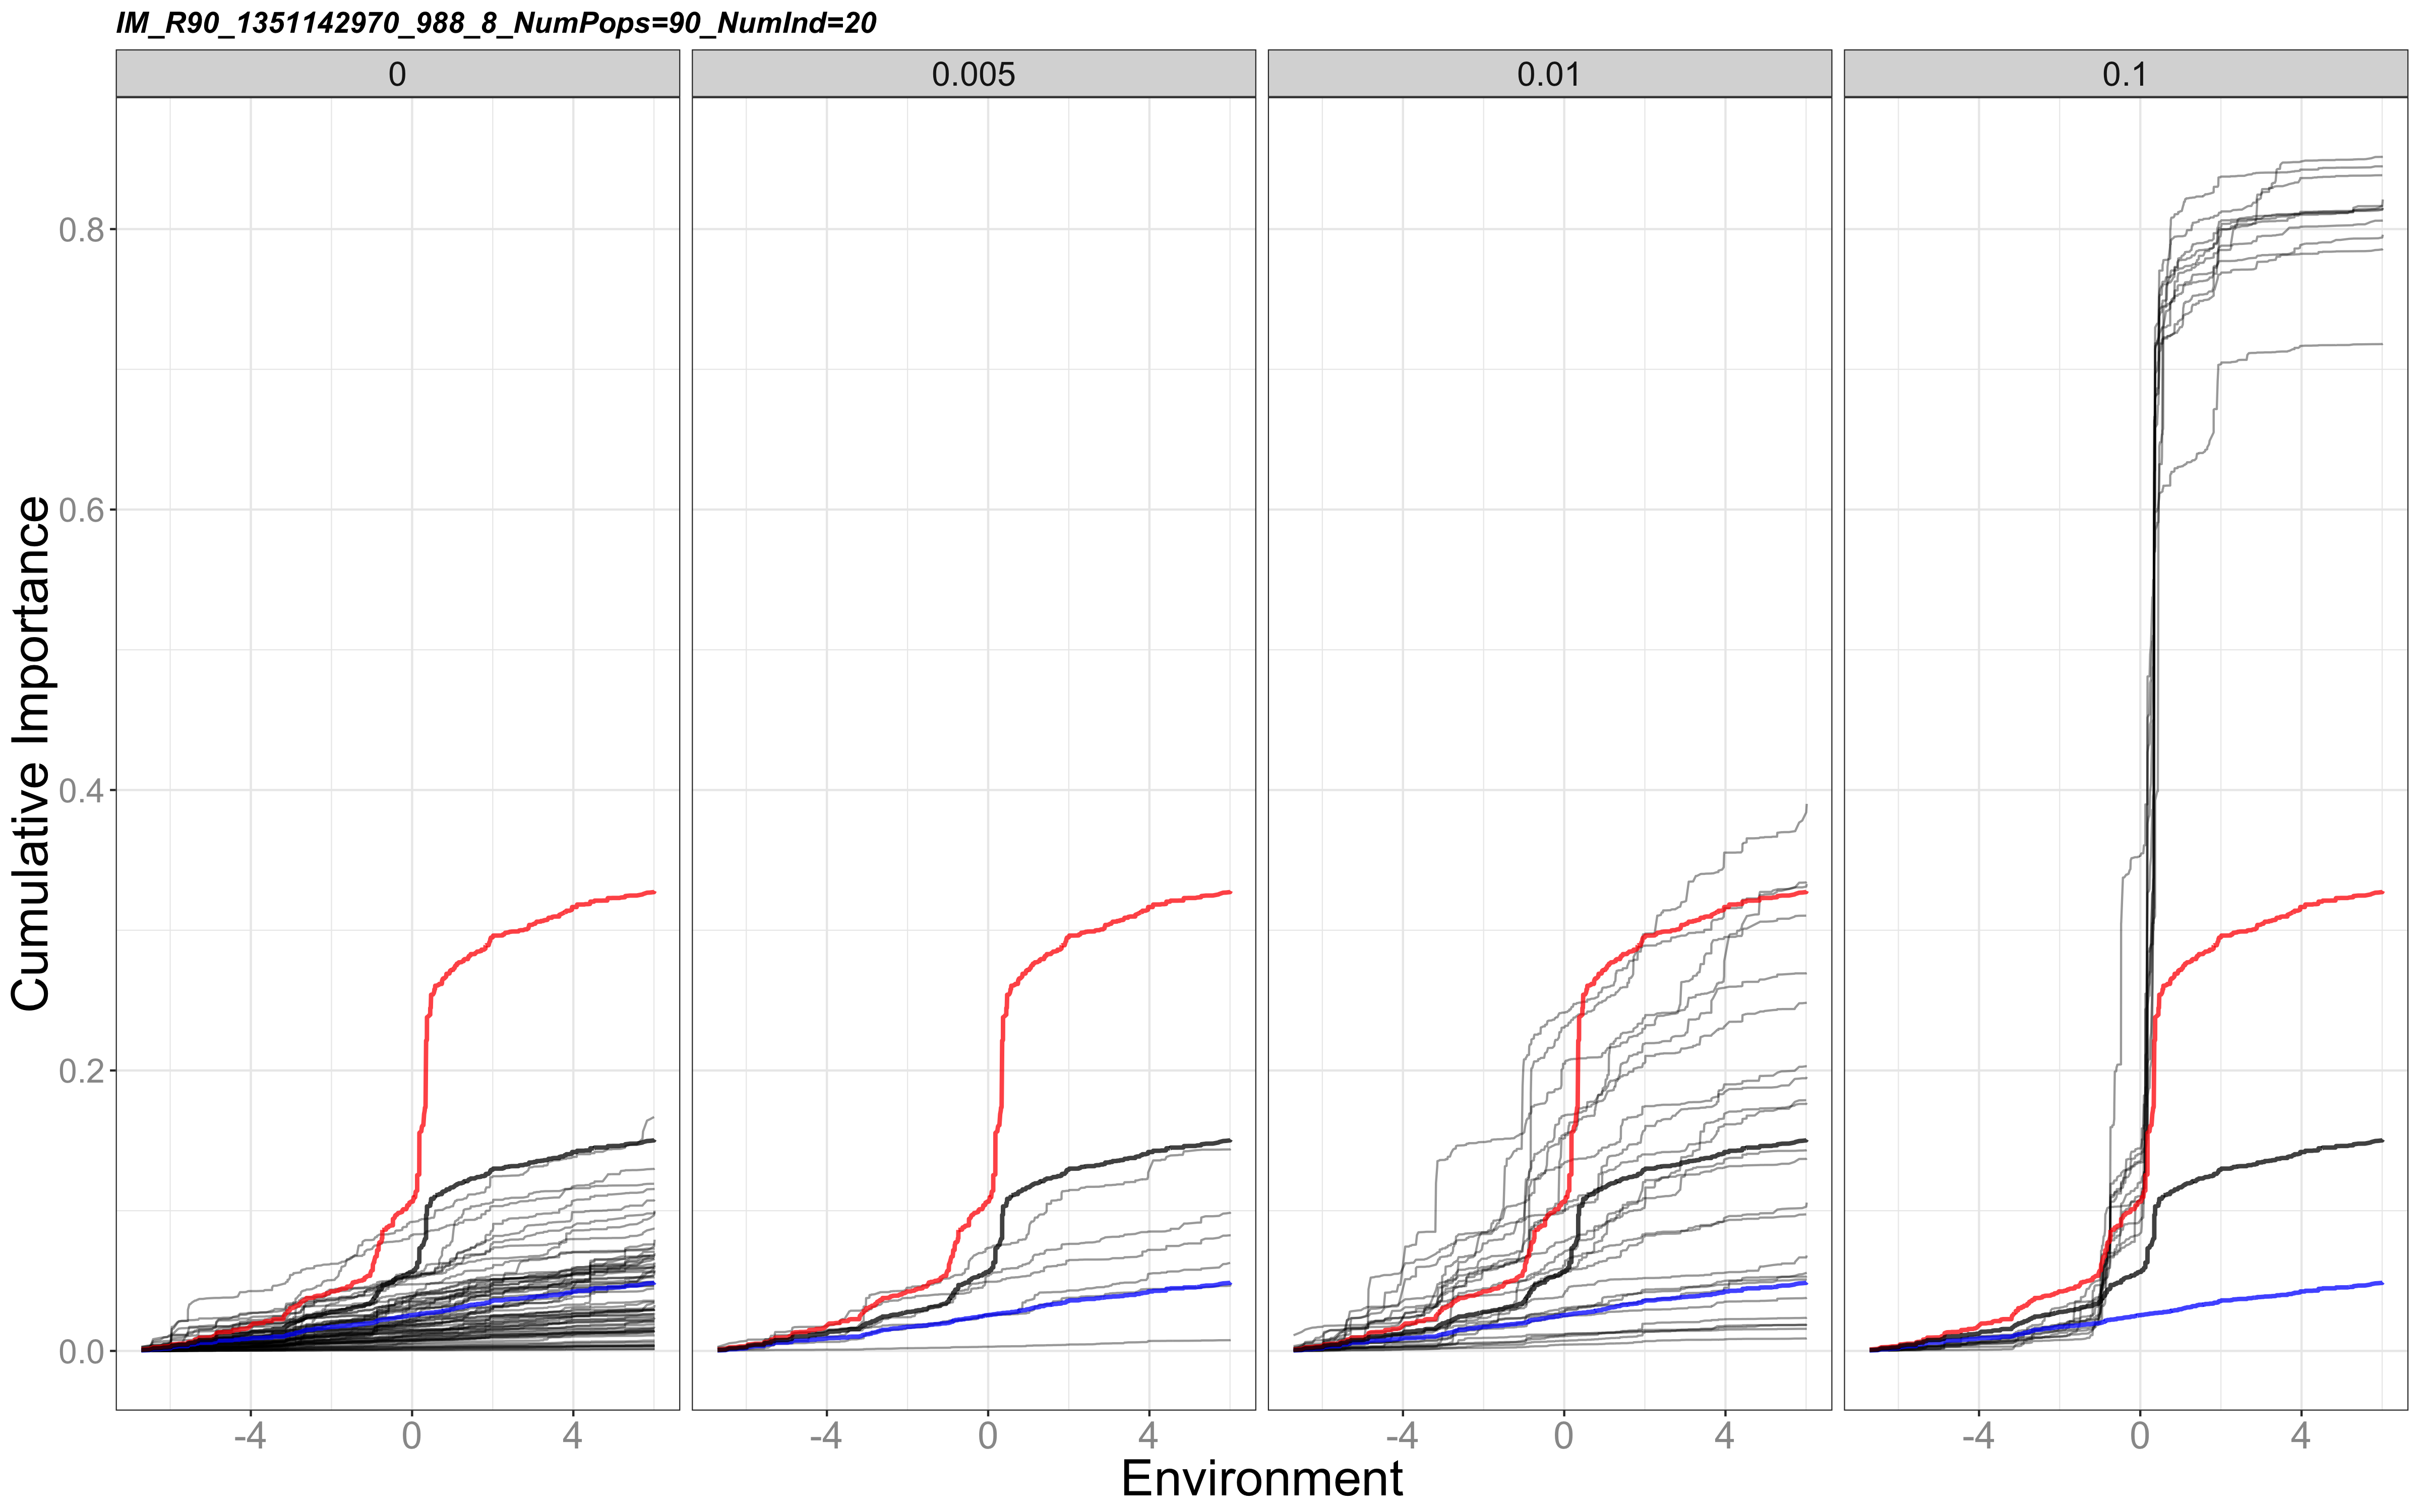 IM_R90_1351142970_988_8_NumPops=90_NumInd=20
0 0.005 0.01 0.1
Cumulative Importance
0.8
0.6
0.4
0.2
0.0
-4 0 4 -4 0 4 -4 0 4 -4 0 4
Environment